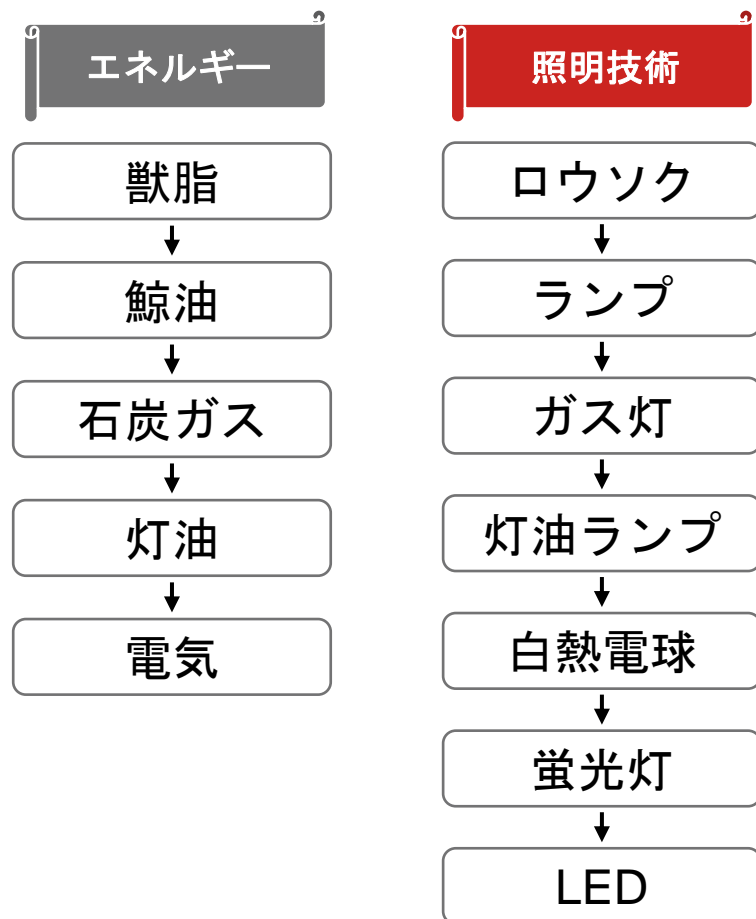 エネルギー
獣脂
鯨油
石炭ガス
灯油
電気
照明技術
ロウソク
ランプ
ガス灯
灯油ランプ
白熱電球
蛍光灯
LED